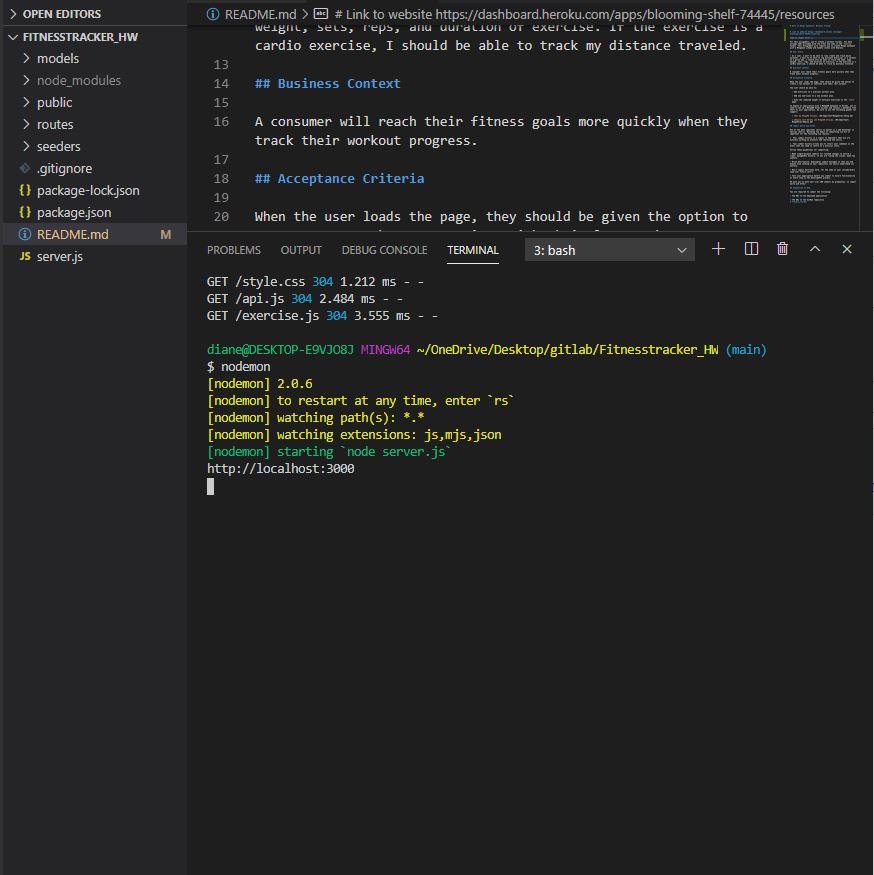 OPEN EDITORS
FITNESSTRACKER_HW
models
node_modules
public
routes
seeders
.gitignore
package-lock.json
package.json
README.md M
JS server.js
README.md > # Link to website https://dashboard.heroku.com/apps/blooming-shelf-74445/resources
weight, sets, reps, and duration of exercise. If the exercise is a
cardio exercise, I should be able to track my distance traveled.
13
14 ## Business Context
15
16 A consumer will reach their fitness goals more quickly when they
track their workout progress.
17
18 ## Acceptance Criteria
19
20 When the user loads the page, they should be given the option to
PROBLEMS OUTPUT DEBUG CONSOLE TERMINAL 3: bash
GET /style.css 304 1.212 ms - -
GET /api.js 304 2.484 ms - -
GET /exercise.js 304 3.555 ms - -
diane@DESKTOP-E9VJO8J MINGW64 ~/OneDrive/Desktop/gitlab/Fitnesstracker_HW (main)
$ nodemon
[nodemon] 2.0.6
[nodemon] to restart at any time, enter `rs`
[nodemon] watching path(s): *.*
[nodemon] watching extensions: js,mjs,json
[nodemon] starting `node server.js`
http://localhost:3000